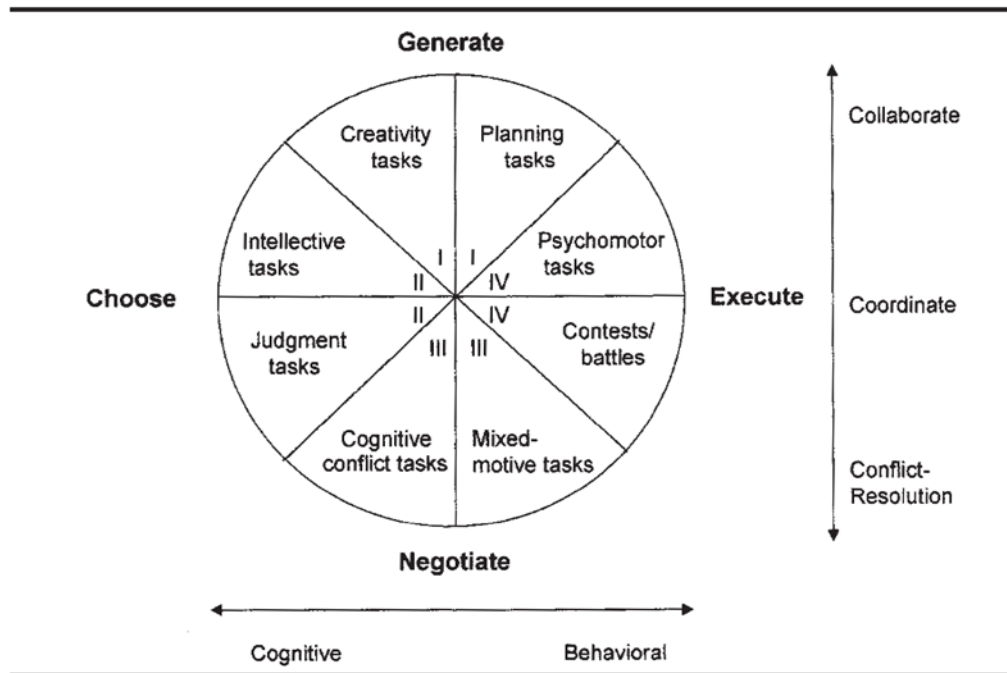 Generate
Collaborate
Creativity
tasks
Planning
tasks
Intellective
tasks
Psychomotor
tasks
I
I
II
IV
Choose
Execute
Coordinate
II
IV
III
III
Judgment
tasks
Contests/
battles
Cognitive
conflict tasks
Mixed-
motive tasks
Conflict-
Resolution
Negotiate
Cognitive
Behavioral